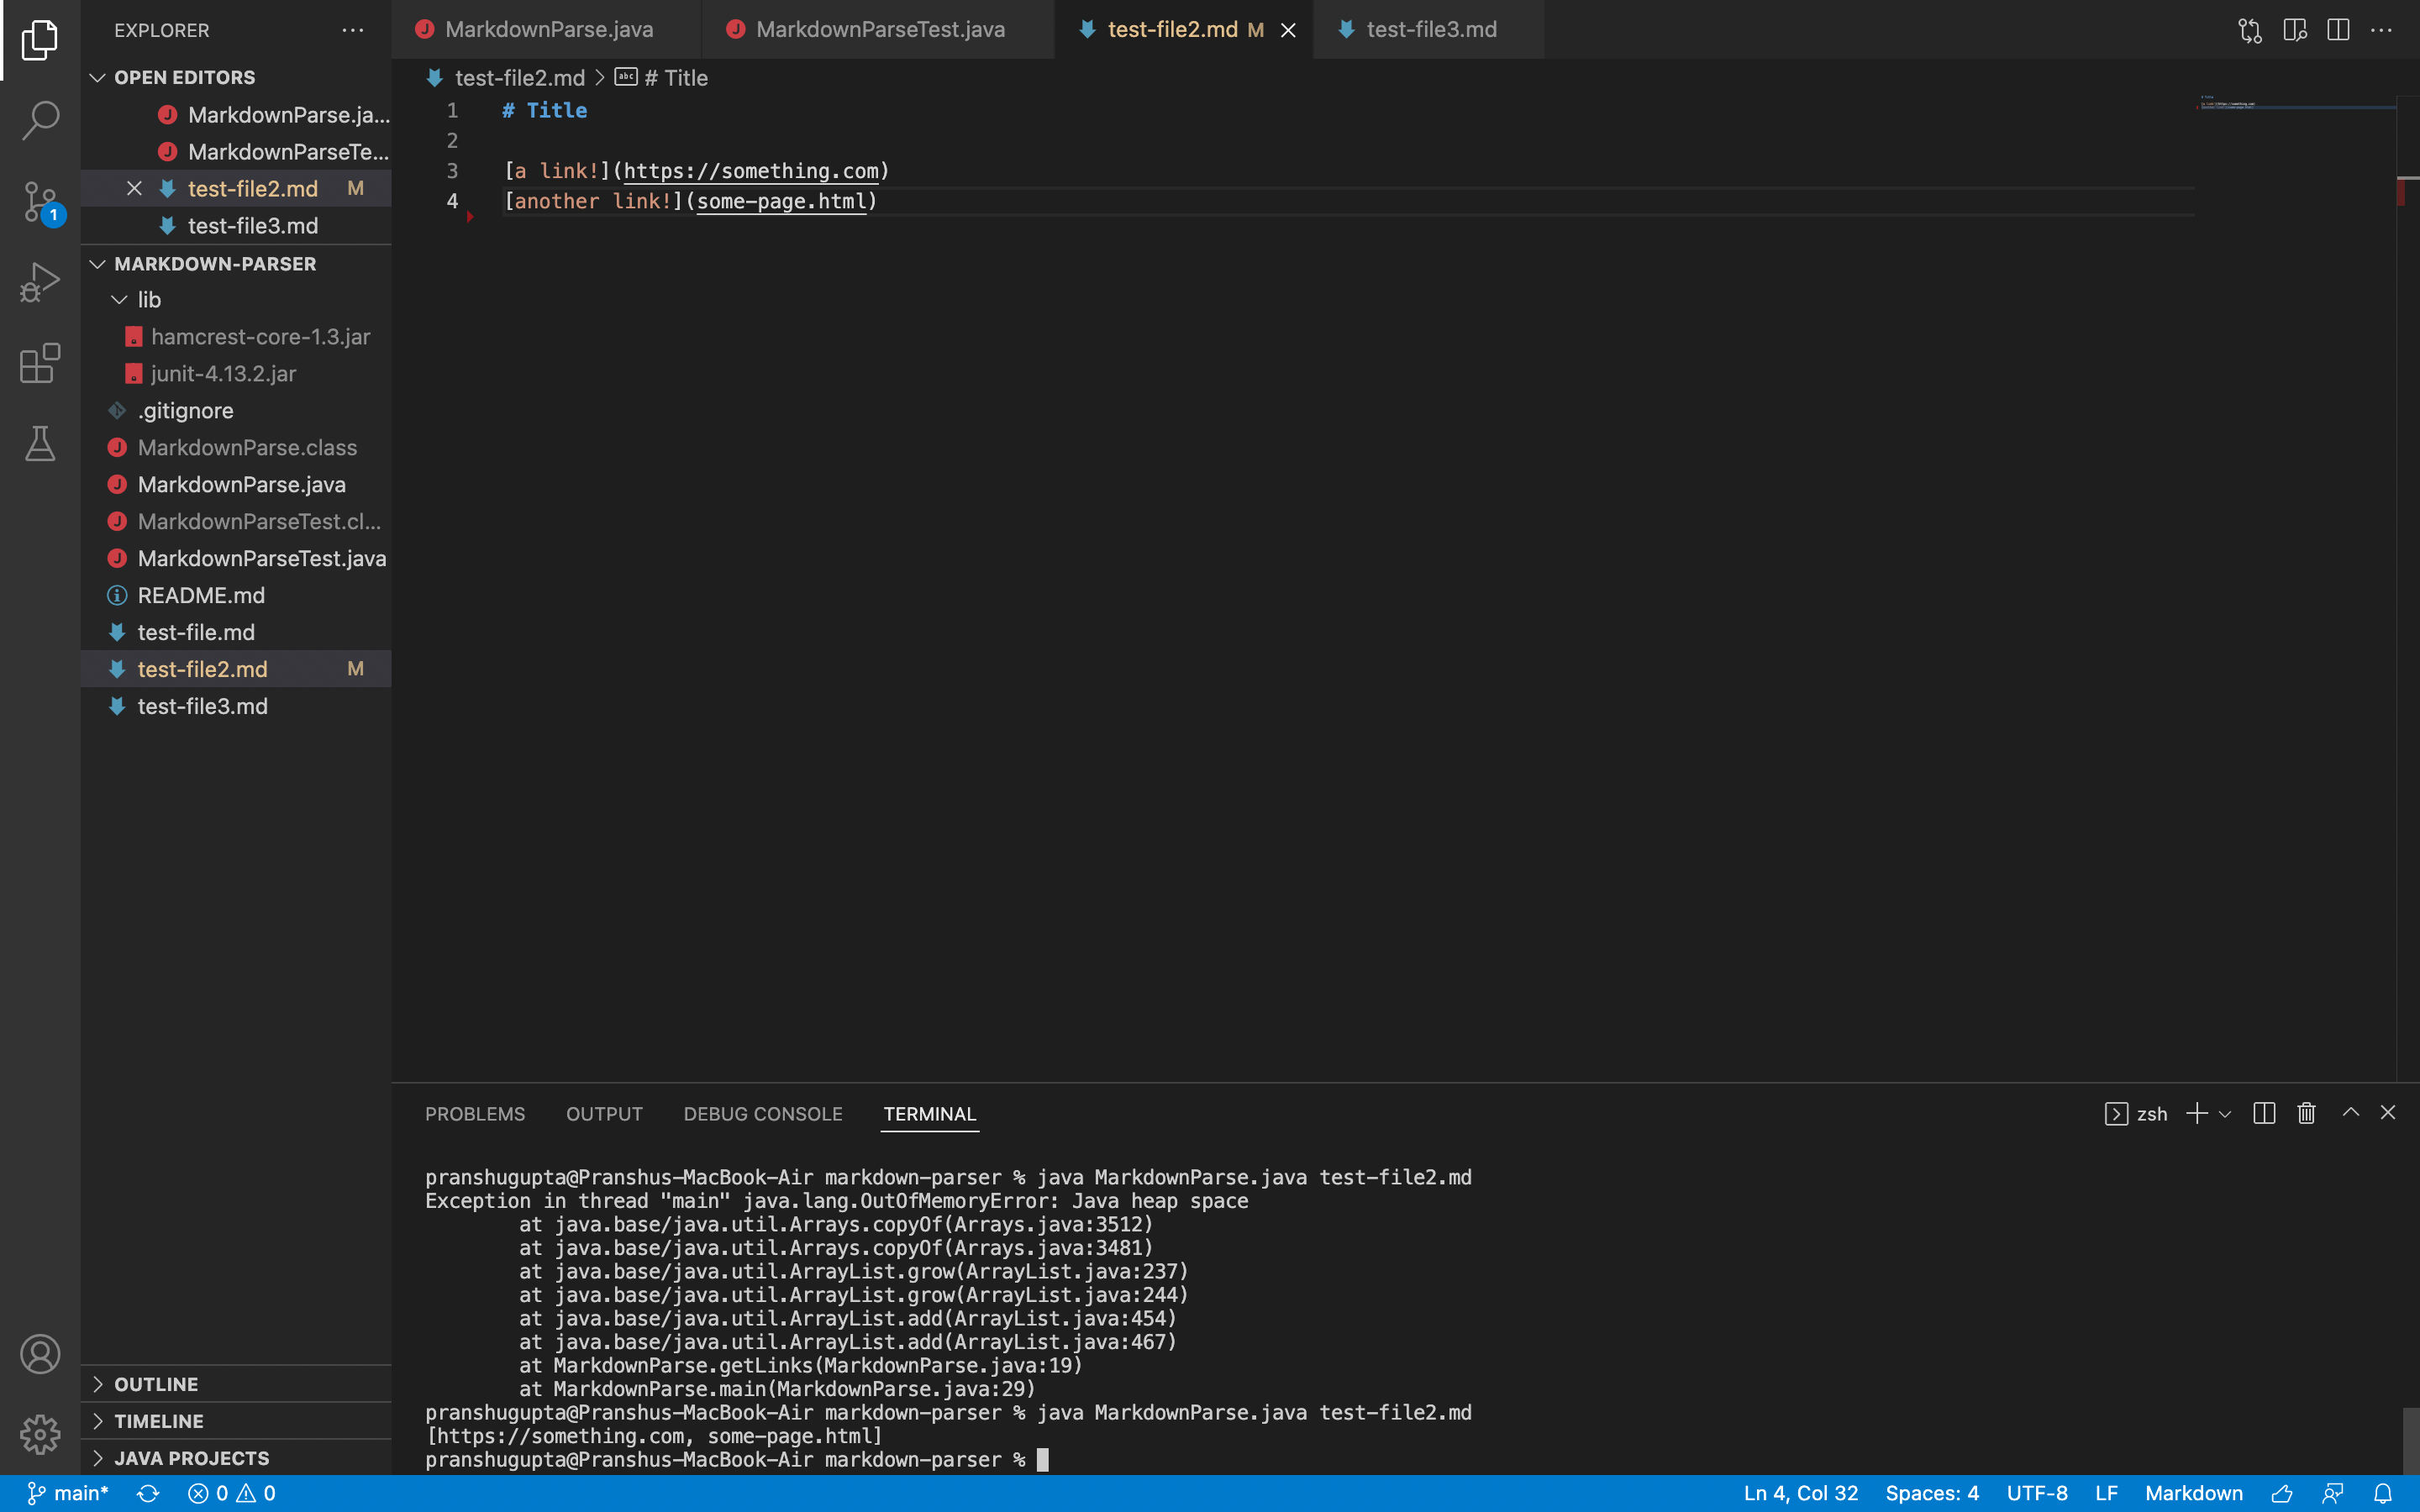 EXPLORER
OPEN EDITORS
MarkdownParse.ja...
MarkdownParseTe...
test-file2.md M
test-file3.md
1
MARKDOWN-PARSER
lib
hamcrest-core-1.3.jar
junit-4.13.2.jar
.gitignore
MarkdownParse.class
MarkdownParse.java
MarkdownParseTest.cl...
MarkdownParseTest.java
README.md
test-file.md
test-file2.md M
test-file3.md
OUTLINE
TIMELINE
JAVA PROJECTS
MarkdownParse.java MarkdownParseTest.java test-file2.md M test-file3.md
test-file2.md > abc # Title
1 # Title
2
3 [a link!](https://something.com)
4 [another link!](some-page.html)
PROBLEMS OUTPUT DEBUG CONSOLE TERMINAL zsh
pranshugupta@Pranshus-MacBook-Air markdown-parser % java MarkdownParse.java test-file2.md
Exception in thread "main" java.lang.OutOfMemoryError: Java heap space
at java.base/java.util.Arrays.copyOf(Arrays.java:3512)
at java.base/java.util.Arrays.copyOf(Arrays.java:3481)
at java.base/java.util.ArrayList.grow(ArrayList.java:237)
at java.base/java.util.ArrayList.grow(ArrayList.java:244)
at java.base/java.util.ArrayList.add(ArrayList.java:454)
at java.base/java.util.ArrayList.add(ArrayList.java:467)
at MarkdownParse.getLinks(MarkdownParse.java:19)
at MarkdownParse.main(MarkdownParse.java:29)
pranshugupta@Pranshus-MacBook-Air markdown-parser % java MarkdownParse.java test-file2.md
[https://something.com, some-page.html]
pranshugupta@Pranshus-MacBook-Air markdown-parser %
main* 0 0 Ln 4, Col 32 Spaces: 4 UTF-8 LF Markdown